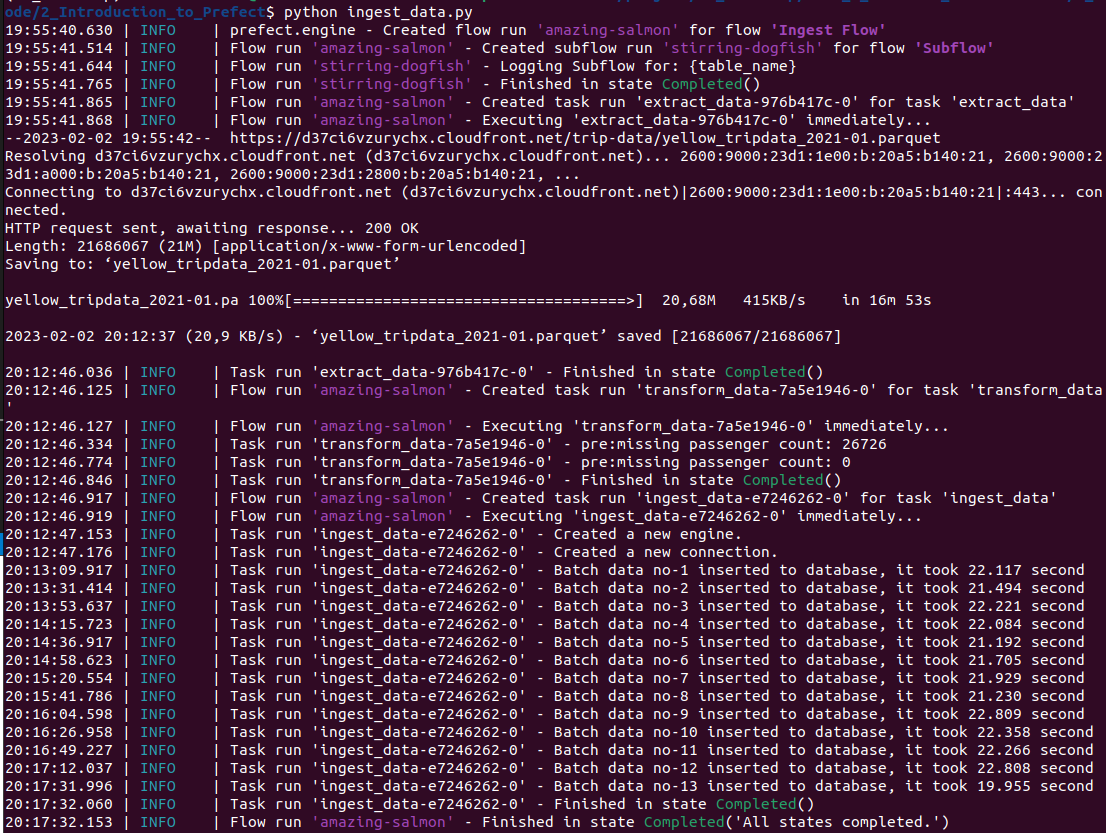 ode/2_Introduction_to_Prefect$ python ingest_data.py
19:55:40.630 | INFO    | prefect.engine - Created flow run 'amazing-salmon' for flow 'Ingest Flow'
19:55:41.514 | INFO    | Flow run 'amazing-salmon' - Created subflow run 'stirring-dogfish' for flow 'Subflow'
19:55:41.644 | INFO    | Flow run 'stirring-dogfish' - Logging Subflow for: {table_name}
19:55:41.765 | INFO    | Flow run 'stirring-dogfish' - Finished in state Completed()
19:55:41.865 | INFO    | Flow run 'amazing-salmon' - Created task run 'extract_data-976b417c-0' for task 'extract_data'
19:55:41.868 | INFO    | Flow run 'amazing-salmon' - Executing 'extract_data-976b417c-0' immediately...
--2023-02-02 19:55:42--  https://d37ci6vzurychx.cloudfront.net/trip-data/yellow_tripdata_2021-01.parquet
Resolving d37ci6vzurychx.cloudfront.net (d37ci6vzurychx.cloudfront.net)... 2600:9000:23d1:1e00:b:20a5:b140:21, 2600:9000:2
3d1:a000:b:20a5:b140:21, 2600:9000:23d1:2800:b:20a5:b140:21, ...
Connecting to d37ci6vzurychx.cloudfront.net (d37ci6vzurychx.cloudfront.net)|2600:9000:23d1:1e00:b:20a5:b140:21|:443... con
nected.
HTTP request sent, awaiting response... 200 OK
Length: 21686067 (21M) [application/x-www-form-urlencoded]
Saving to: ‘yellow_tripdata_2021-01.parquet’
yellow_tripdata_2021-01.pa 100%[=====================================>]  20,68M   415KB/s    in 16m 53s
2023-02-02 20:12:37 (20,9 KB/s) - ‘yellow_tripdata_2021-01.parquet’ saved [21686067/21686067]
20:12:46.036 | INFO    | Task run 'extract_data-976b417c-0' - Finished in state Completed()
20:12:46.125 | INFO    | Flow run 'amazing-salmon' - Created task run 'transform_data-7a5e1946-0' for task 'transform_data
'
20:12:46.127 | INFO    | Flow run 'amazing-salmon' - Executing 'transform_data-7a5e1946-0' immediately...
20:12:46.334 | INFO    | Task run 'transform_data-7a5e1946-0' - pre:missing passenger count: 26726
20:12:46.774 | INFO    | Task run 'transform_data-7a5e1946-0' - pre:missing passenger count: 0
20:12:46.846 | INFO    | Task run 'transform_data-7a5e1946-0' - Finished in state Completed()
20:12:46.917 | INFO    | Flow run 'amazing-salmon' - Created task run 'ingest_data-e7246262-0' for task 'ingest_data'
20:12:46.919 | INFO    | Flow run 'amazing-salmon' - Executing 'ingest_data-e7246262-0' immediately...
20:12:47.153 | INFO    | Task run 'ingest_data-e7246262-0' - Created a new engine.
20:12:47.176 | INFO    | Task run 'ingest_data-e7246262-0' - Created a new connection.
20:13:09.917 | INFO    | Task run 'ingest_data-e7246262-0' - Batch data no-1 inserted to database, it took 22.117 second
20:13:31.414 | INFO    | Task run 'ingest_data-e7246262-0' - Batch data no-2 inserted to database, it took 21.494 second
20:13:53.637 | INFO    | Task run 'ingest_data-e7246262-0' - Batch data no-3 inserted to database, it took 22.221 second
20:14:15.723 | INFO    | Task run 'ingest_data-e7246262-0' - Batch data no-4 inserted to database, it took 22.084 second
20:14:36.917 | INFO    | Task run 'ingest_data-e7246262-0' - Batch data no-5 inserted to database, it took 21.192 second
20:14:58.623 | INFO    | Task run 'ingest_data-e7246262-0' - Batch data no-6 inserted to database, it took 21.705 second
20:15:20.554 | INFO    | Task run 'ingest_data-e7246262-0' - Batch data no-7 inserted to database, it took 21.929 second
20:15:41.786 | INFO    | Task run 'ingest_data-e7246262-0' - Batch data no-8 inserted to database, it took 21.230 second
20:16:04.598 | INFO    | Task run 'ingest_data-e7246262-0' - Batch data no-9 inserted to database, it took 22.809 second
20:16:26.958 | INFO    | Task run 'ingest_data-e7246262-0' - Batch data no-10 inserted to database, it took 22.358 second
20:16:49.227 | INFO    | Task run 'ingest_data-e7246262-0' - Batch data no-11 inserted to database, it took 22.266 second
20:17:12.037 | INFO    | Task run 'ingest_data-e7246262-0' - Batch data no-12 inserted to database, it took 22.808 second
20:17:31.996 | INFO    | Task run 'ingest_data-e7246262-0' - Batch data no-13 inserted to database, it took 19.955 second
20:17:32.060 | INFO    | Task run 'ingest_data-e7246262-0' - Finished in state Completed()
20:17:32.153 | INFO    | Flow run 'amazing-salmon' - Finished in state Completed('All states completed.')